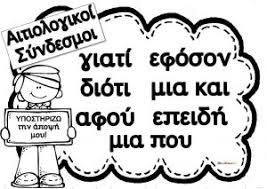 Αιτιολογικοί
Σύνδεσμοι
γιατί εφόσον
διότι μια και
αφού επειδή
μια που
ΥΠΟΣΤΗΡΙΖΩ
την άποψή
μου!